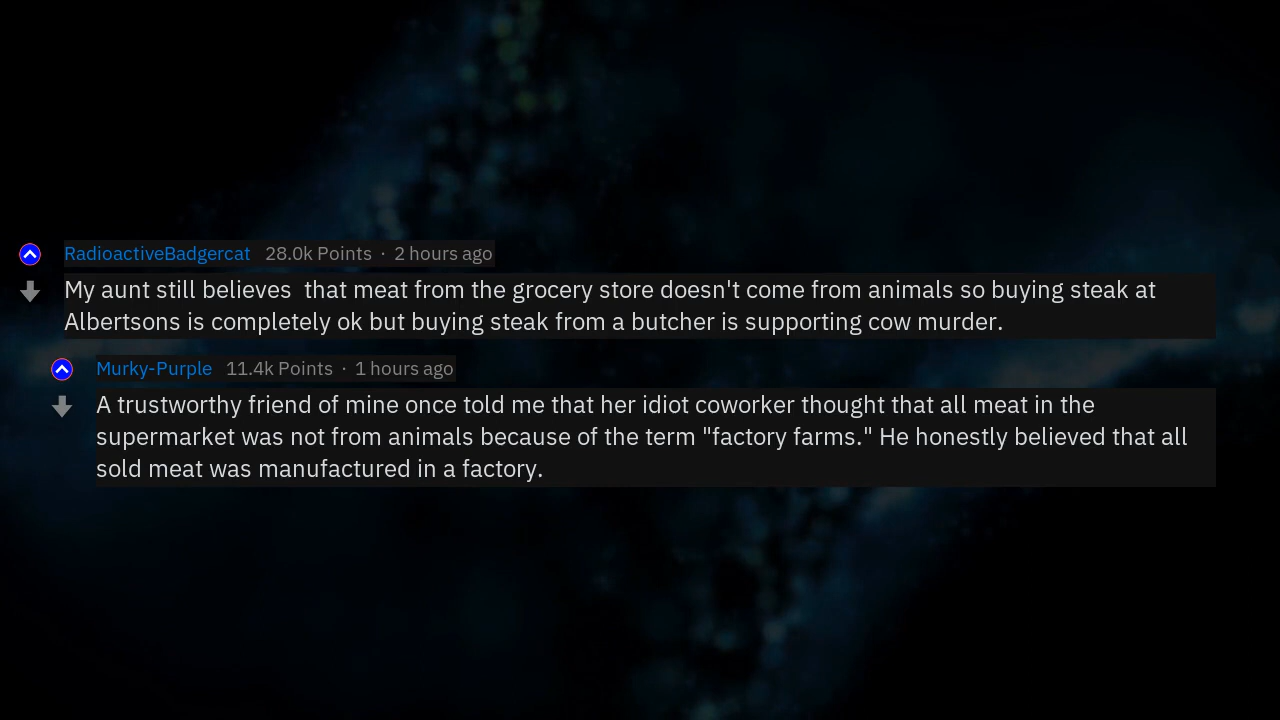 RadioactiveBadgercat 28.0k Points · 2 hours ago
My aunt still believes  that meat from the grocery store doesn't come from animals so buying steak at
Albertsons is completely ok but buying steak from a butcher is supporting cow murder.
Murky-Purple 11.4k Points · 1 hours ago
A trustworthy friend of mine once told me that her idiot coworker thought that all meat in the
supermarket was not from animals because of the term "factory farms." He honestly believed that all
sold meat was manufactured in a factory.